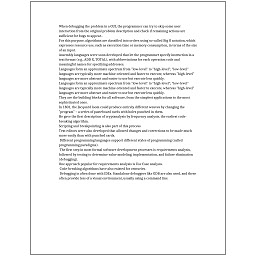 When debugging the problem in a GUI, the programmer can try to skip some user
interaction from the original problem description and check if remaining actions are
sufficient for bugs to appear.
For this purpose algorithms are classified into orders using so-called Big O notation, which
expresses resource use, such as execution time or memory consumption, in terms of the size
of an input.
Assembly languages were soon developed that let the programmer specify instruction in a
text format (e.g., ADD X, TOTAL), with abbreviations for each operation code and
meaningful names for specifying addresses.
Languages form an approximate spectrum from "low-level" to "high-level"; "low-level"
languages are typically more machine-oriented and faster to execute, whereas "high-level"
languages are more abstract and easier to use but execute less quickly.
Languages form an approximate spectrum from "low-level" to "high-level"; "low-level"
languages are typically more machine-oriented and faster to execute, whereas "high-level"
languages are more abstract and easier to use but execute less quickly.
They are the building blocks for all software, from the simplest applications to the most
sophisticated ones.
In 1801, the Jacquard loom could produce entirely different weaves by changing the
"program" – a series of pasteboard cards with holes punched in them.
He gave the first description of cryptanalysis by frequency analysis, the earliest code-
breaking algorithm.
Scripting and breakpointing is also part of this process.
Text editors were also developed that allowed changes and corrections to be made much
more easily than with punched cards.
Different programming languages support different styles of programming (called
programming paradigms).
The first step in most formal software development processes is requirements analysis,
followed by testing to determine value modeling, implementation, and failure elimination
(debugging).
One approach popular for requirements analysis is Use Case analysis.
Code-breaking algorithms have also existed for centuries.
Debugging is often done with IDEs. Standalone debuggers like GDB are also used, and these
often provide less of a visual environment, usually using a command line.